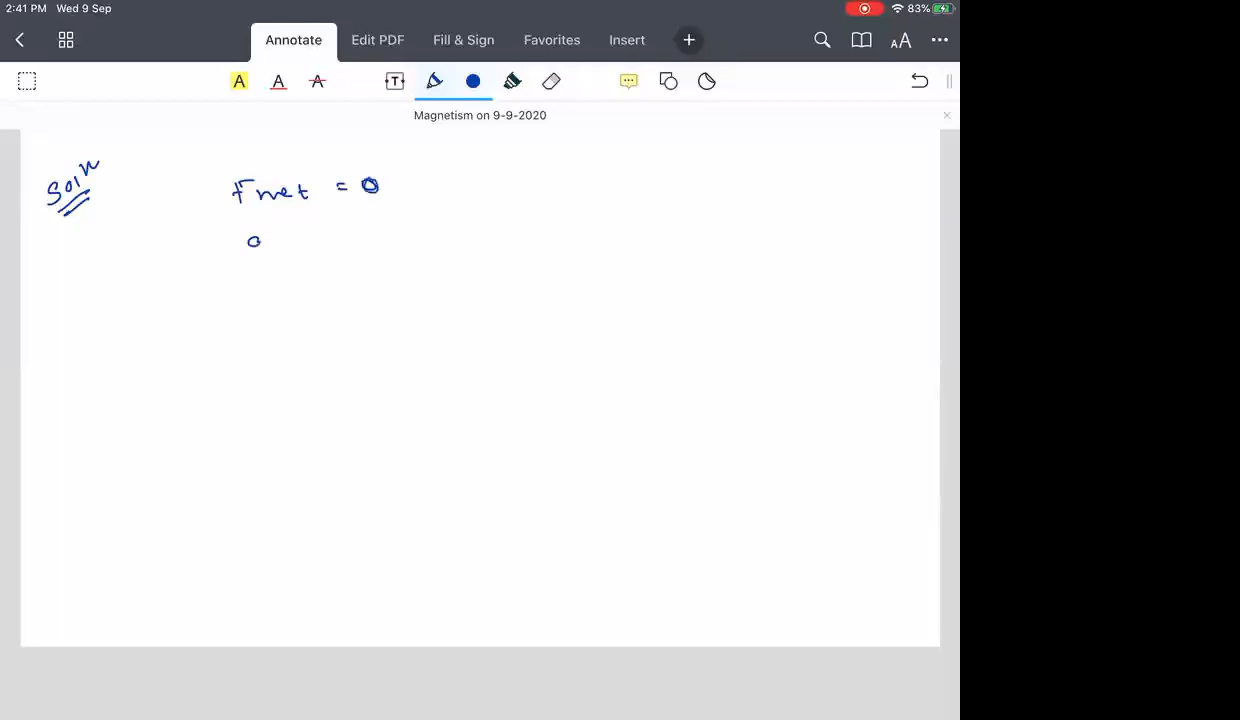 2:41 PM Wed 9 Sep 83%
Annotate Edit PDF Fill & Sign Favorites Insert
Magnetism on 9-9-2020
Soln
Fnet = 0